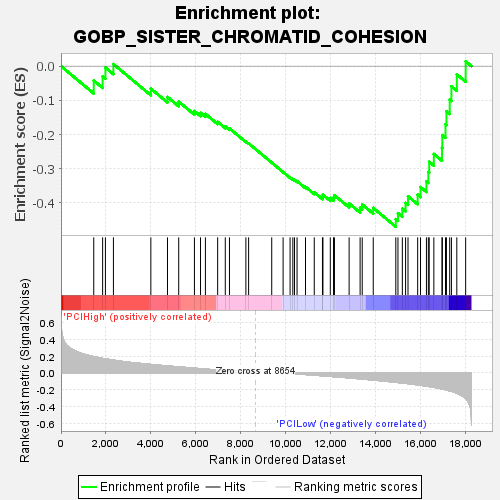 Enrichment plot:
GOBP_SISTER_CHROMATID_COHESION
Enrichment score (ES)
0.0
-0.1
-0.2
-0.3
-0.4
'PCIHigh' (positively correlated)
Ranked list metric (Signal2Noise)
0.6
0.4
0.2
0.0
-0.2
-0.4
-0.6
Zero cross at 8654
'PCILow' (negatively correlated)
0
2,000
4,000
6,000
8,000
10,000
12,000
14,000
16,000
18,000
Rank in Ordered Dataset
Enrichment profile
Hits
Ranking metric scores